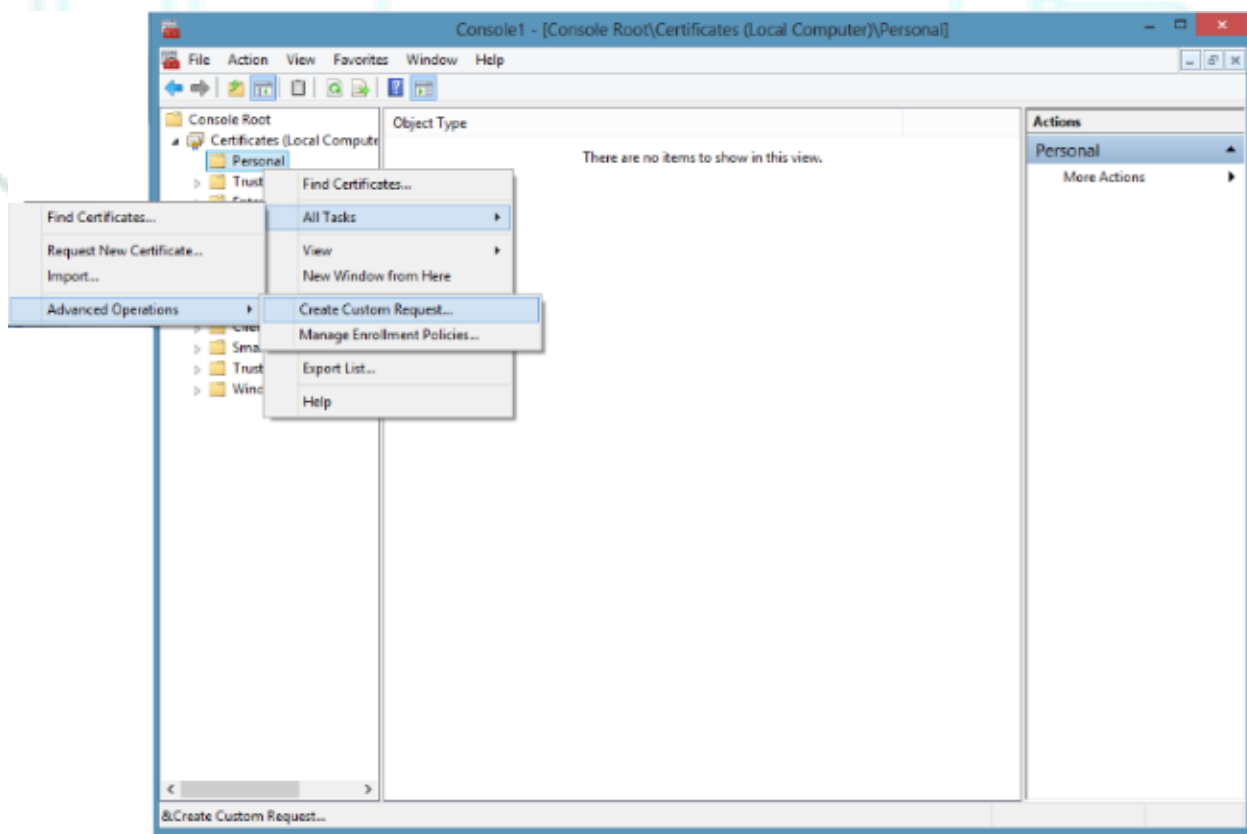 Console1 - [Console Root\Certificates (Local Computer)\Personal]
File Action View Favorites Window Help
Console Root
Certificates (Local Compute
Personal
Trust
Object Type
There are no items to show in this view.
Actions
Personal
More Actions
Find Certificates...
All Tasks
View
New Window from Here
Find Certificates...
Request New Certificate...
Import...
Advanced Operations
Create Custom Request...
Manage Enrollment Policies...
Sma
Trust
Winc
Export List...
Help
&Create Custom Request...